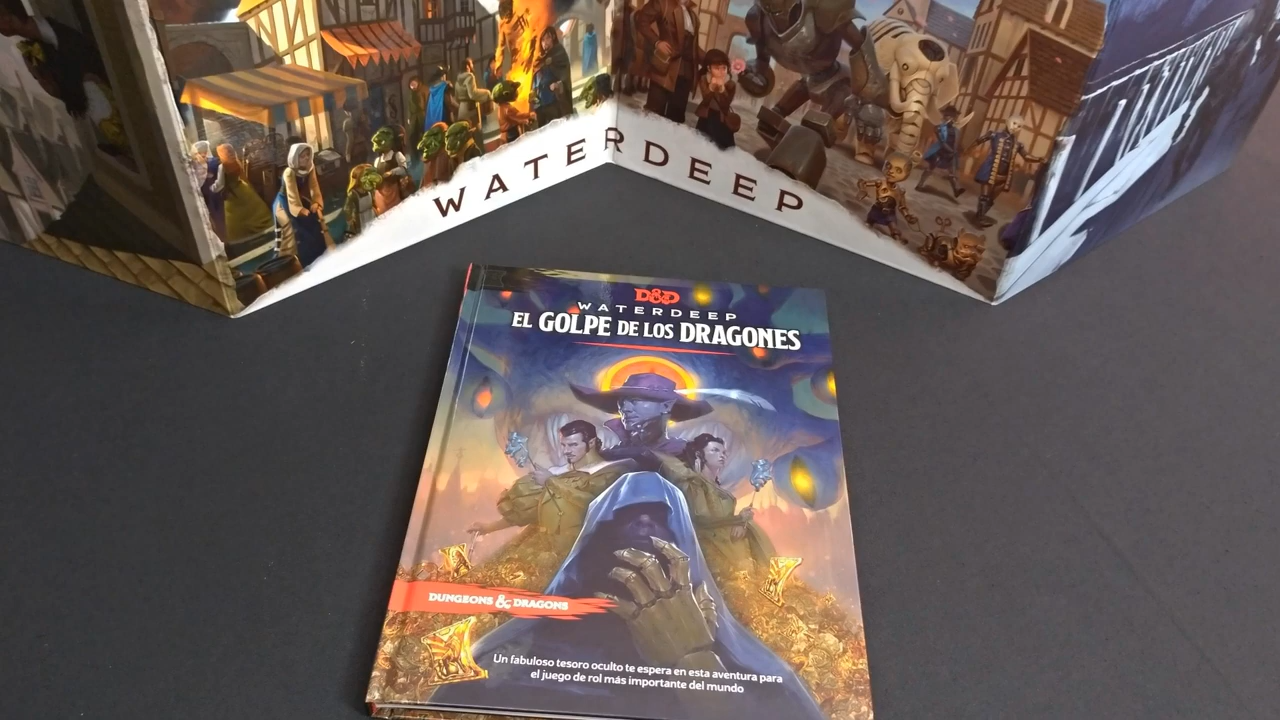 WATERDEEP
D&D
WATERDEEP
EL GOLPE DE LOS DRAGONES
DUNGEONS & DRAGONS
Un fabuloso tesoro oculto te espera en esta aventura para
el juego de rol más importante del mundo